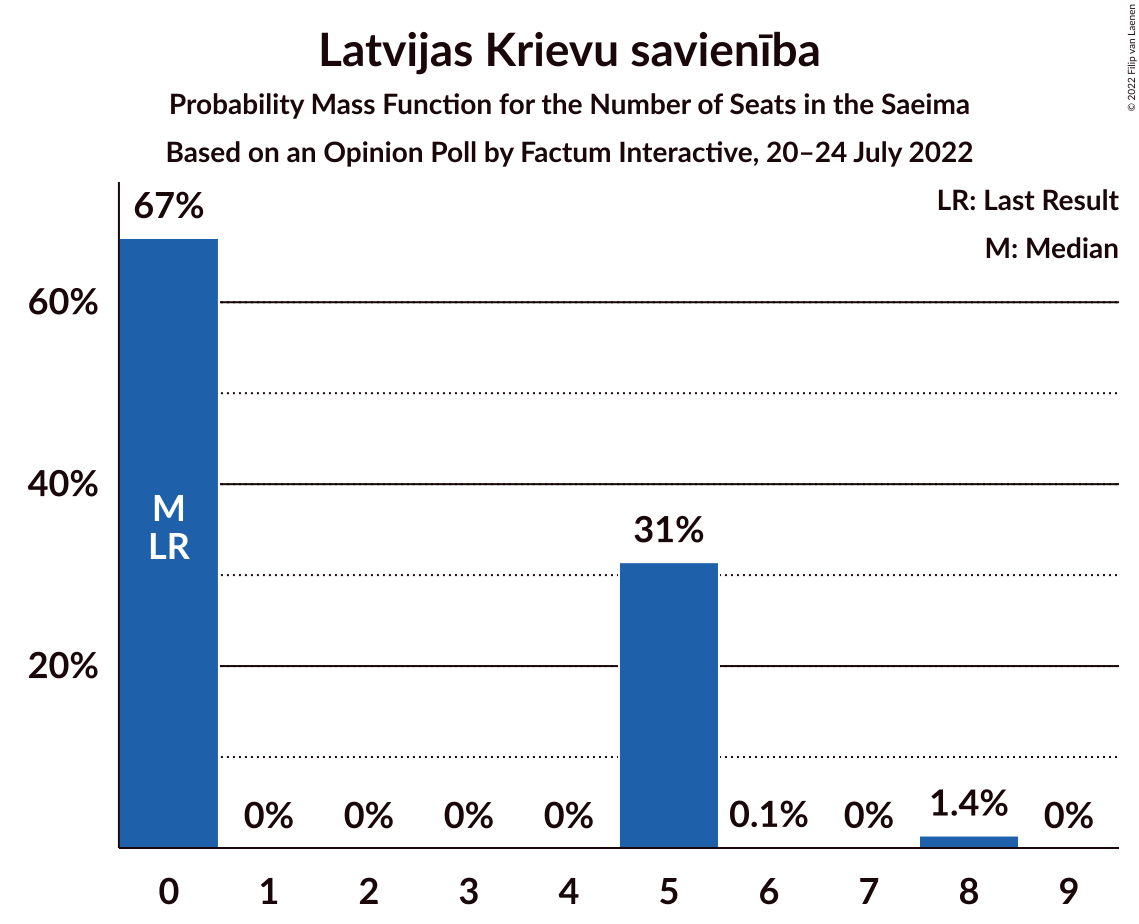 Latvijas Krievu savienība
Probability Mass Function for the Number of Seats in the Saeima
Based on an Opinion Poll by Factum Interactive, 20–24 July 2022
© 2022 Filip van Laenen
LR: Last Result
M: Median
67%
60%
40%
20%
M
LR
0%
0%
0%
0%
31%
0.1%
0%
1.4%
0%
0 1 2 3 4 5 6 7 8 9